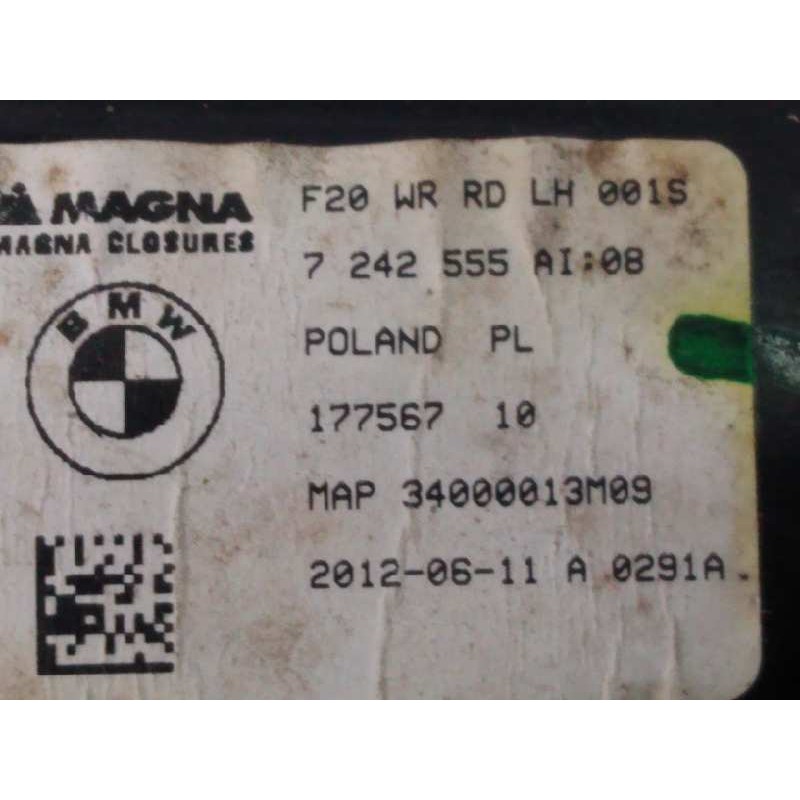 MAGNA
MAGNA CLOSURES
BMW
F20 WR RD LH 001S
7 242 555 AI:08
POLAND PL
177567 10
MAP 34000013M09
2012-06-11 A 0291A